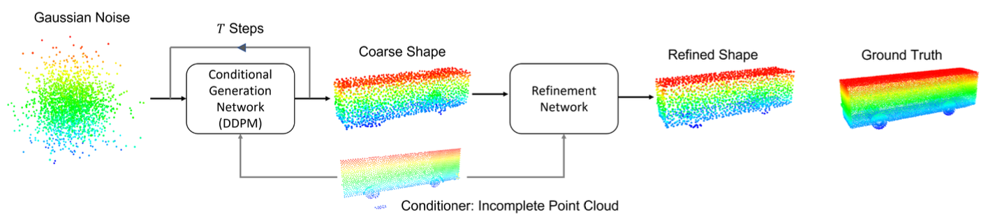 Gaussian Noise
T Steps
Conditional
Generation
Network
(DDPM)
Coarse Shape
Refinement
Network
Refined Shape
Ground Truth
Conditioner: Incomplete Point Cloud